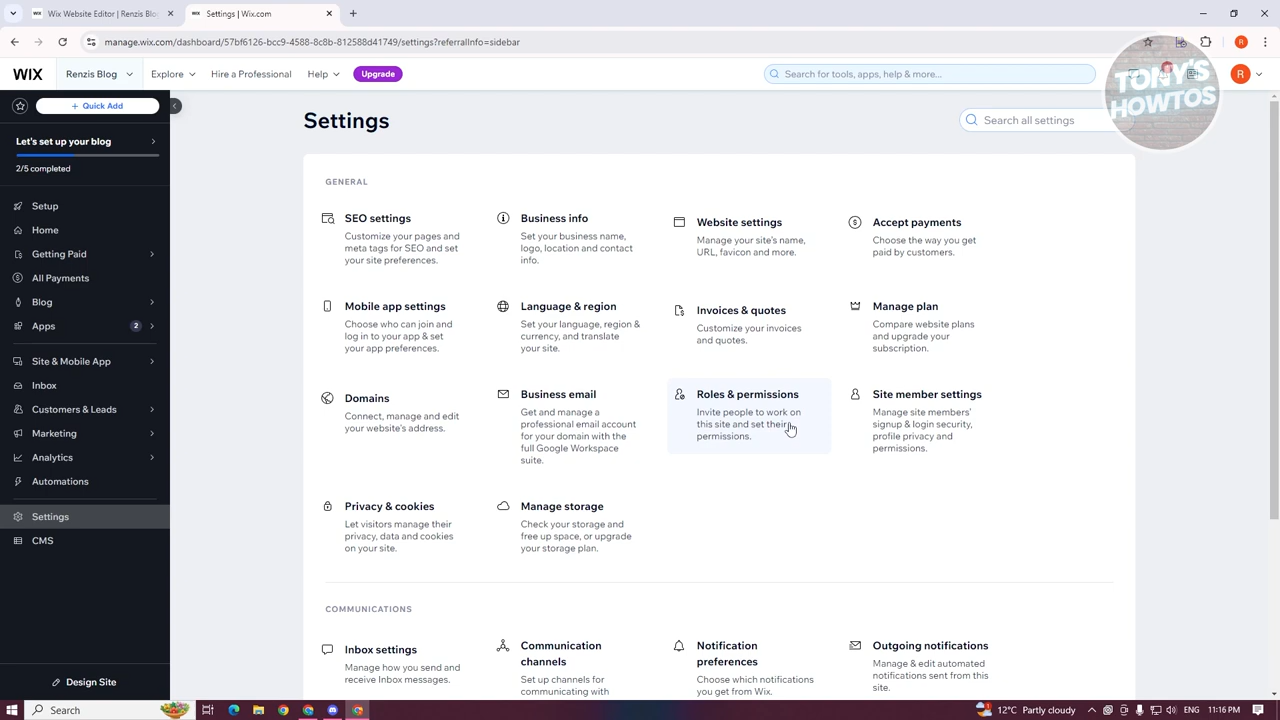 Wix Website Editor | Renzis Blo
Settings | Wix.com
manage.wix.com/dashboard/57bf6126-bcc9-4588-8c8b-812588d41749/settings?referralInfo=sidebar
R
WIX
Renzis Blog
Explore
Hire a Professional
Help
Upgrade
Search for tools, apps, help & more...
R
TONY'S
HOWTOS
+ Quick Add
Let's set up your blog
2/5 completed
Setup
Home
Getting Paid
All Payments
Blog
Apps
2
Site & Mobile App
Inbox
Customers & Leads
Marketing
Analytics
Automations
Settings
CMS
Design Site
Settings
Search all settings
GENERAL
SEO settings
Customize your pages and
meta tags for SEO and set
your site preferences.
Business info
Set your business name,
logo, location and contact
info.
Website settings
Manage your site's name,
URL, favicon and more.
Accept payments
Choose the way you get
paid by customers.
Mobile app settings
Choose who can join and
log in to your app & set
your app preferences.
Language & region
Set your language, region &
currency, and translate
your site.
Invoices & quotes
Customize your invoices
and quotes.
Manage plan
Compare website plans
and upgrade your
subscription.
Domains
Connect, manage and edit
your website's address.
Business email
Get and manage a
professional email account
for your domain with the
full Google Workspace
suite.
Roles & permissions
Invite people to work on
this site and set their
permissions.
Site member settings
Manage site members'
signup & login security,
profile privacy and
permissions.
Privacy & cookies
Let visitors manage their
privacy, data and cookies
on your site.
Manage storage
Check your storage and
free up space, or upgrade
your storage plan.
COMMUNICATIONS
Inbox settings
Manage how you send and
receive Inbox messages.
Communication
channels
Set up channels for
communicating with
Notification
preferences
Choose which notifications
you get from Wix.
Outgoing notifications
Manage & edit automated
notifications sent from this
site.
Search
12°C Partly cloudy
ENG
11:16 PM